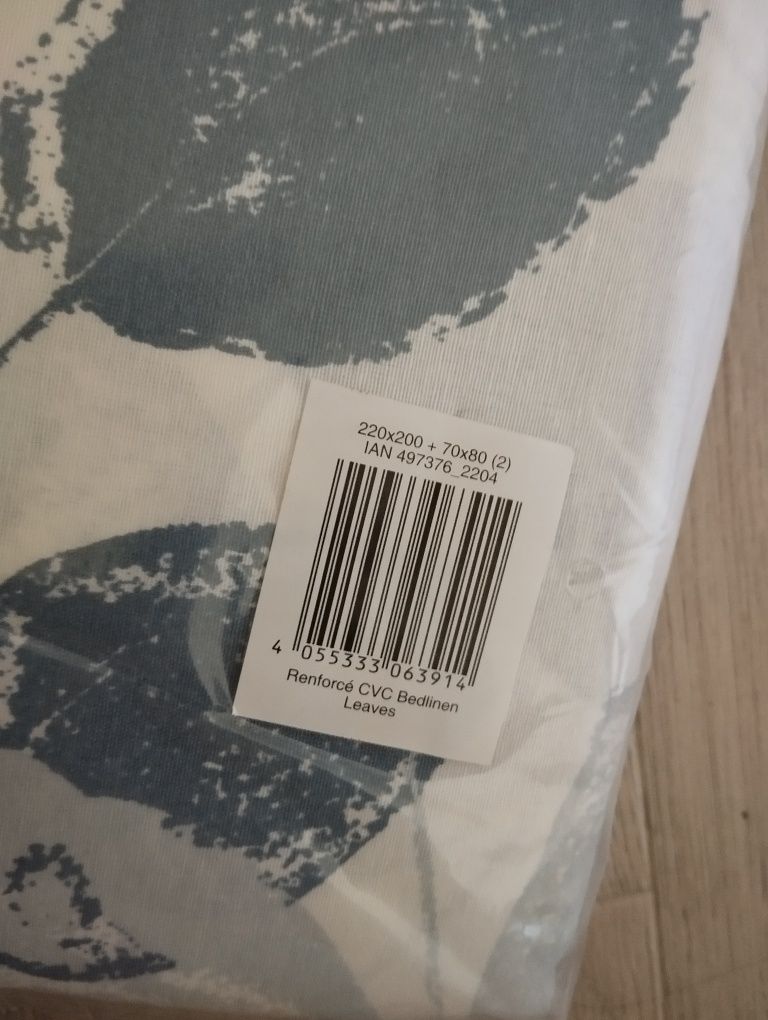 220x200 + 70x80 (2)
IAN 497376_2204
4 055333 063914
Renforcé CVC Bedlinen
Leaves